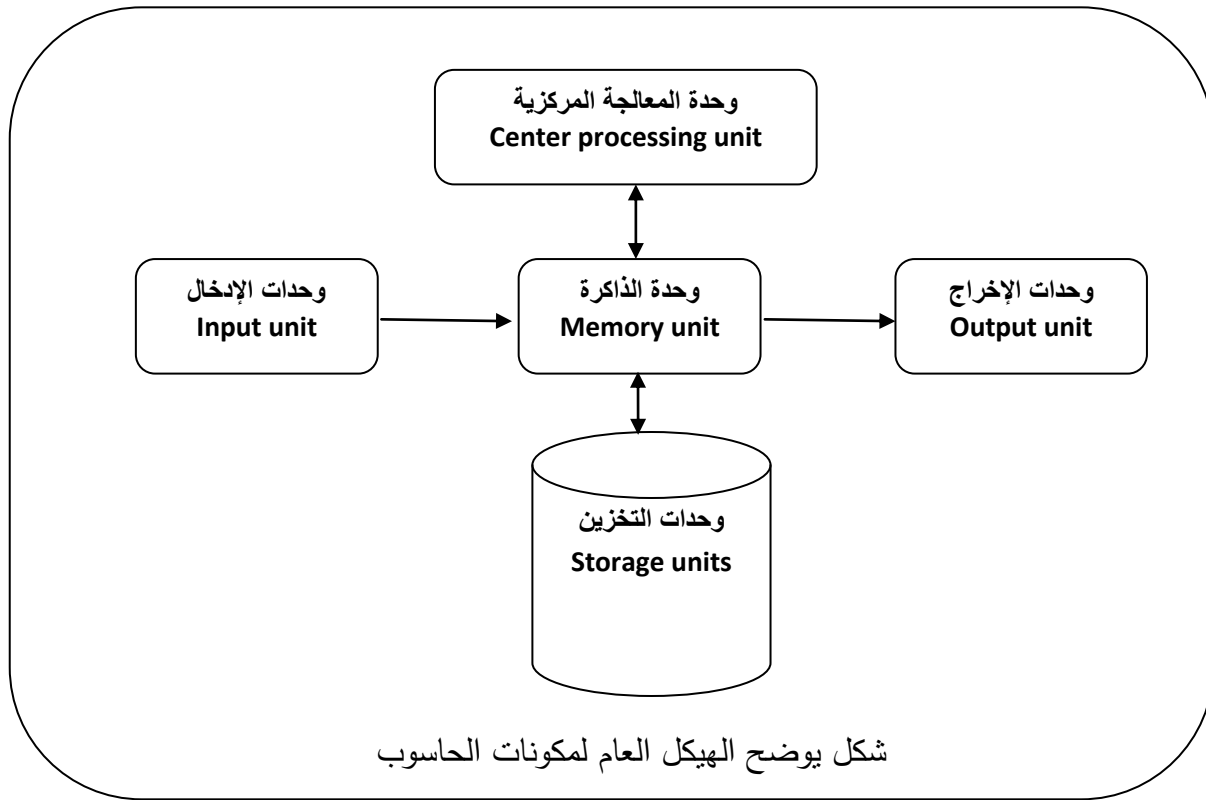 وحدة المعالجة المركزية
Center processing unit
وحدات الإدخال
Input unit
وحدة الذاكرة
Memory unit
وحدات الإخراج
Output unit
وحدات التخزين
Storage units
شكل يوضح الهيكل العام لمكونات الحاسوب